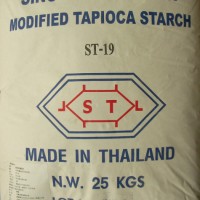 MODIFIED TAPIOCA STARCH
ST-19
J S T L
MADE IN THAILAND
N.W. 25 KGS